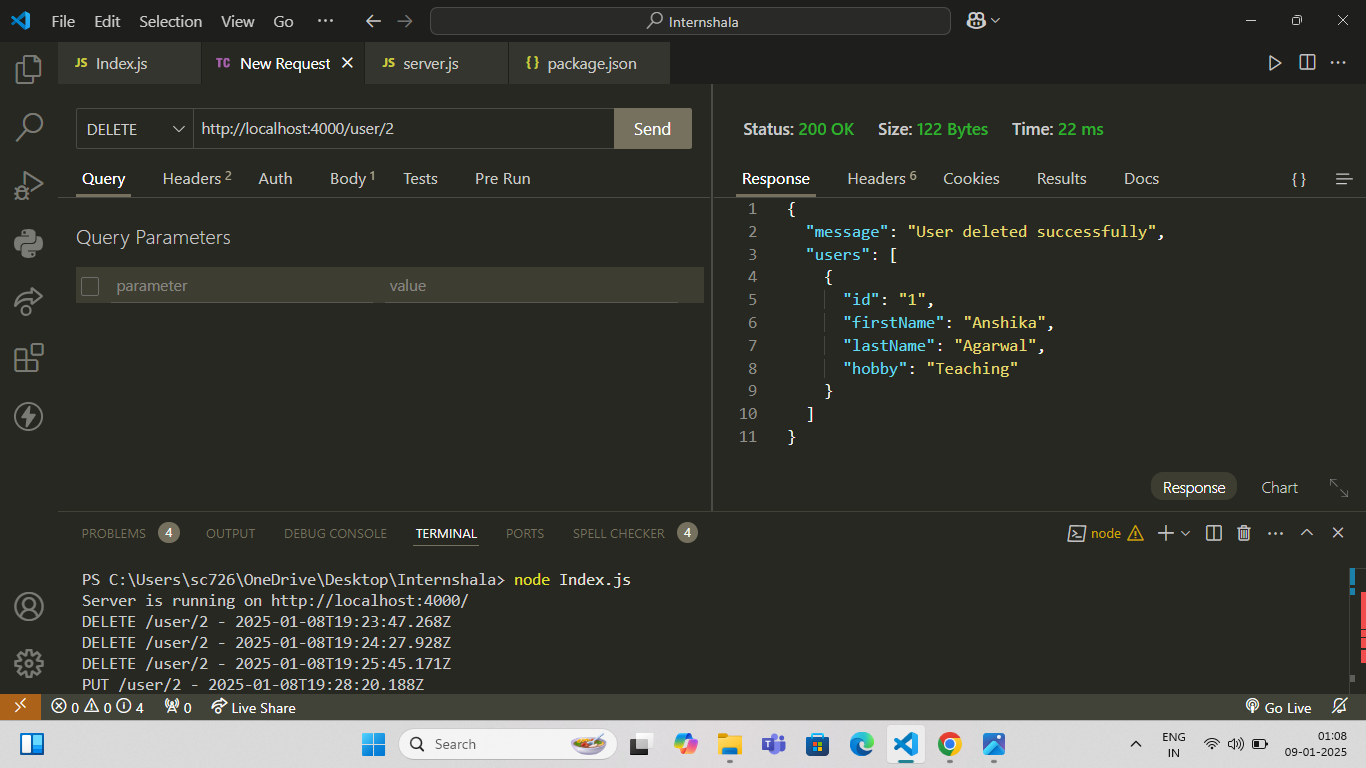 File Edit Selection View Go ··· Internshala
JS Index.js TC New Request JS server.js {} package.json
DELETE http://localhost:4000/user/2 Send
Query Headers 2 Auth Body 1 Tests Pre Run
Query Parameters
parameter value
Status: 200 OK Size: 122 Bytes Time: 22 ms
Response Headers 6 Cookies Results Docs {}
1 {
2 "message": "User deleted successfully",
3 "users": [
4 {
5 "id": "1",
6 "firstName": "Anshika",
7 "lastName": "Agarwal",
8 "hobby": "Teaching"
9 }
10 ]
11 }
Response Chart
PROBLEMS 4 OUTPUT DEBUG CONSOLE TERMINAL PORTS SPELL CHECKER 4 node
PS C:\Users\sc726\OneDrive\Desktop\Internshala> node Index.js
Server is running on http://localhost:4000/
DELETE /user/2 - 2025-01-08T19:23:47.268Z
DELETE /user/2 - 2025-01-08T19:24:27.928Z
DELETE /user/2 - 2025-01-08T19:25:45.171Z
PUT /user/2 - 2025-01-08T19:28:20.188Z
0 0 4 0 Live Share Go Live
Search
ENG
IN
01:08
09-01-2025